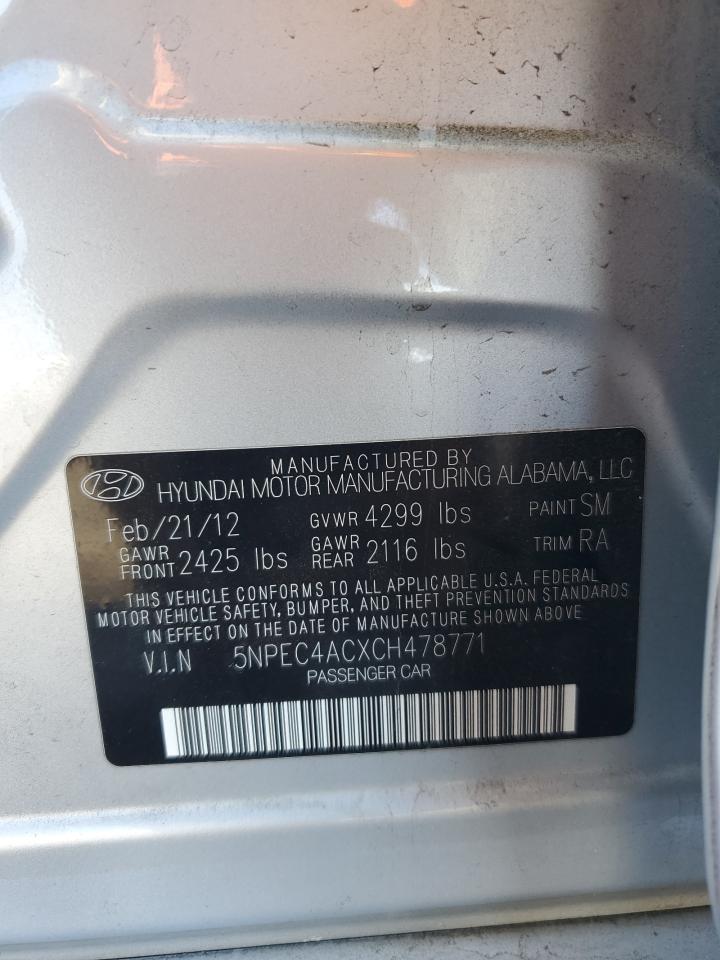 MANUFACTURED BY
HYUNDAI MOTOR MANUFACTURING ALABAMA, LLC
Feb/21/12 GVWR 4299 lbs PAINT SM
GAWR FRONT 2425 lbs GAWR REAR 2116 lbs TRIM RA
THIS VEHICLE CONFORMS TO ALL APPLICABLE U.S.A. FEDERAL
MOTOR VEHICLE SAFETY, BUMPER, AND THEFT PREVENTION STANDARDS
IN EFFECT ON THE DATE OF MANUFACTURE SHOWN ABOVE
V.I.N 5NPEC4ACXCH478771
PASSENGER CAR